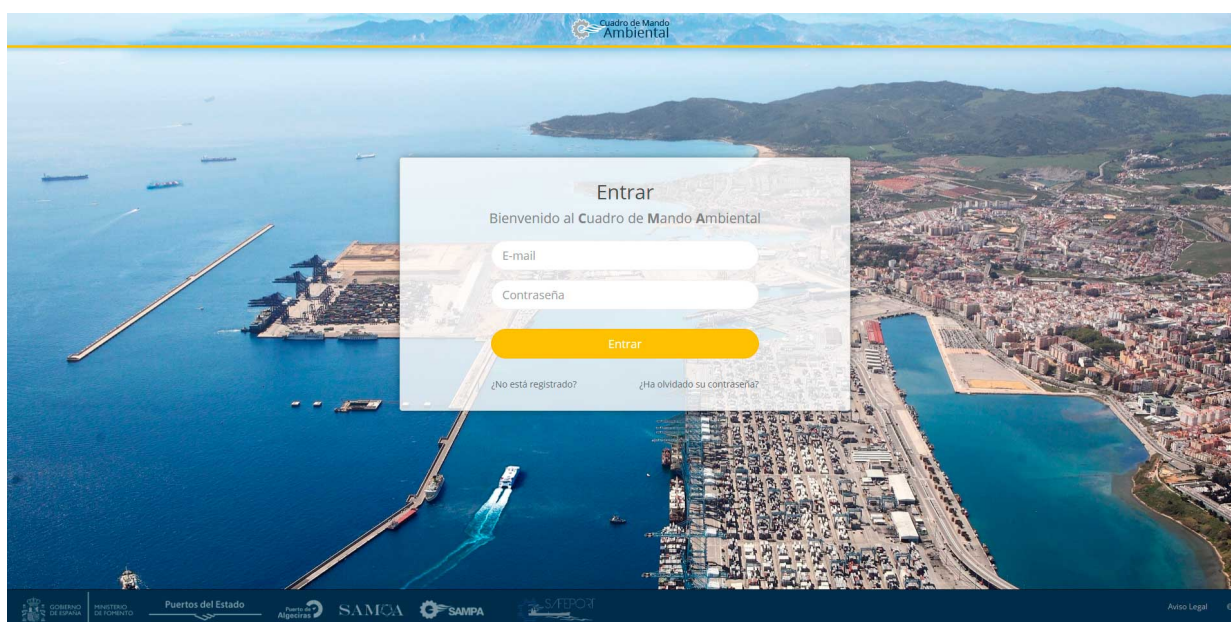 Cuadro de Mando
Ambiental
Entrar
Bienvenido al Cuadro de Mando Ambiental
E-mail
Contraseña
Entrar
¿No está registrado?
¿Ha olvidado su contraseña?
GOBIERNO
DE ESPAÑA
MINISTERIO
DE FOMENTO
Puertos del Estado
Puerto de
Algeciras
SAMOA
SAMPA
SAFEPORT
Aviso Legal